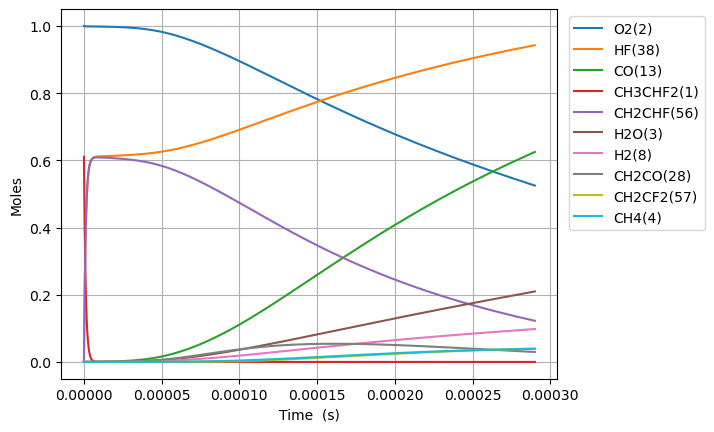 1.0
0.8
0.6
0.4
0.2
0.0
Moles
0.00000 0.00005 0.00010 0.00015 0.00020 0.00025 0.00030
Time (s)
O2(2)
HF(38)
CO(13)
CH3CHF2(1)
CH2CHF(56)
H2O(3)
H2(8)
CH2CO(28)
CH2CF2(57)
CH4(4)